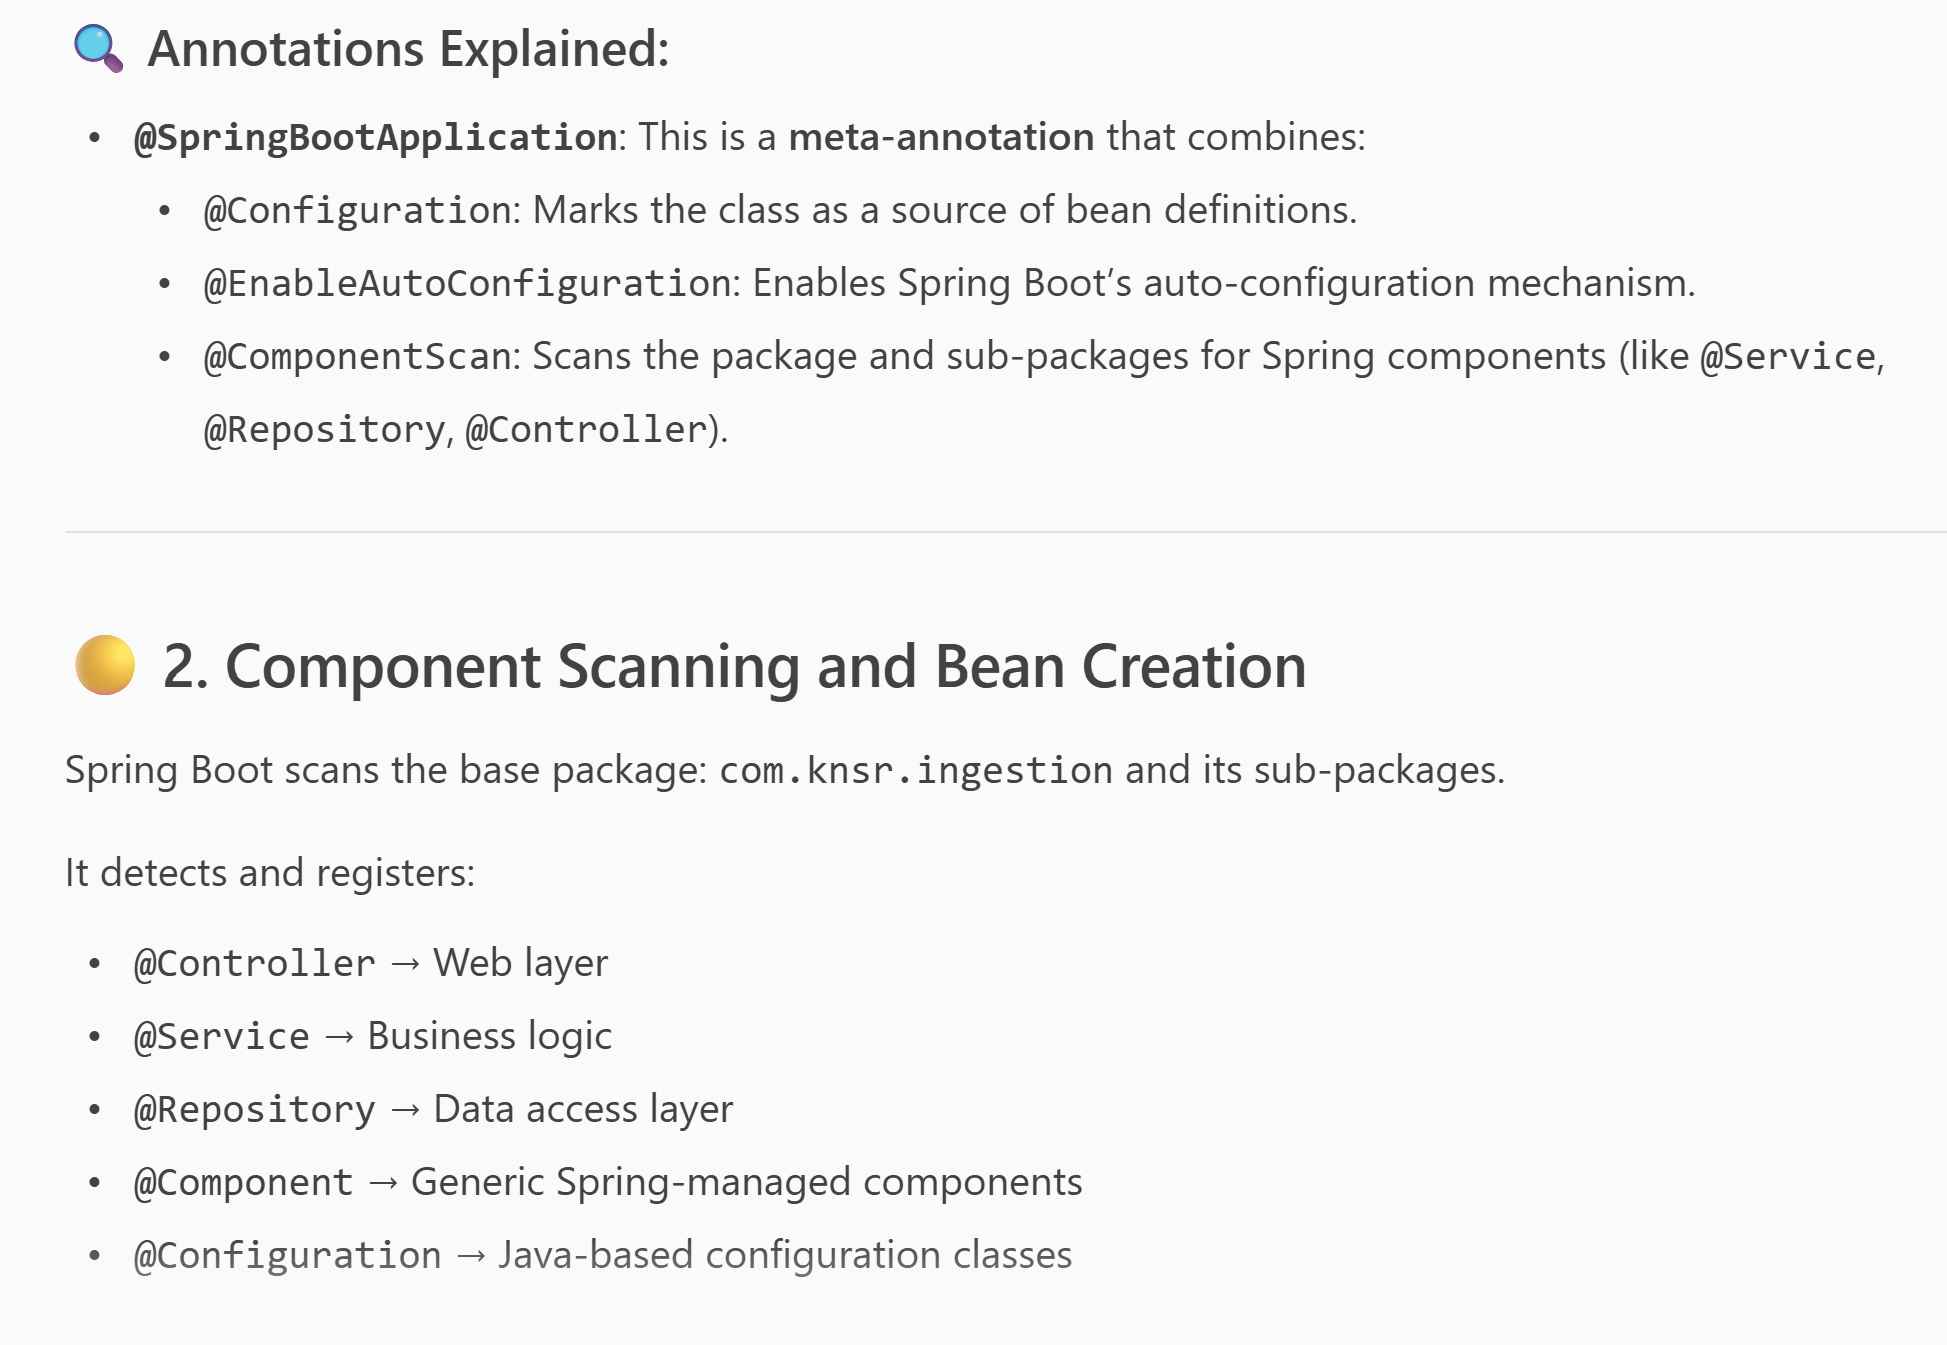 🔍 Annotations Explained:
• @SpringBootApplication: This is a meta-annotation that combines:
• @Configuration: Marks the class as a source of bean definitions.
• @EnableAutoConfiguration: Enables Spring Boot’s auto-configuration mechanism.
• @ComponentScan: Scans the package and sub-packages for Spring components (like @Service,
@Repository, @Controller).
🟡 2. Component Scanning and Bean Creation
Spring Boot scans the base package: com.knsr.ingestion and its sub-packages.
It detects and registers:
• @Controller → Web layer
• @Service → Business logic
• @Repository → Data access layer
• @Component → Generic Spring-managed components
• @Configuration → Java-based configuration classes